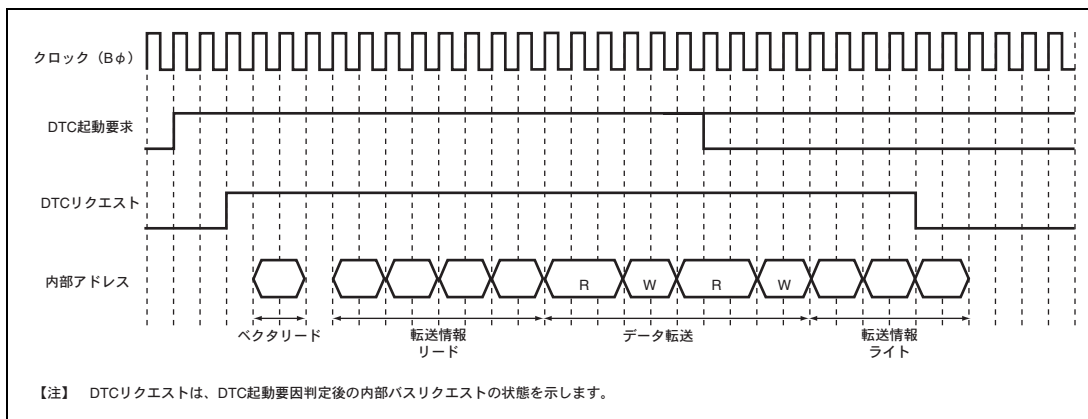 クロック（Bφ）
DTC起動要求
DTCリクエスト
内部アドレス
R
W
R
W
ベクタリード
転送情報
リード
データ転送
転送情報
ライト
【注】 DTCリクエストは、DTC起動要因判定後の内部バスリクエストの状態を示します。